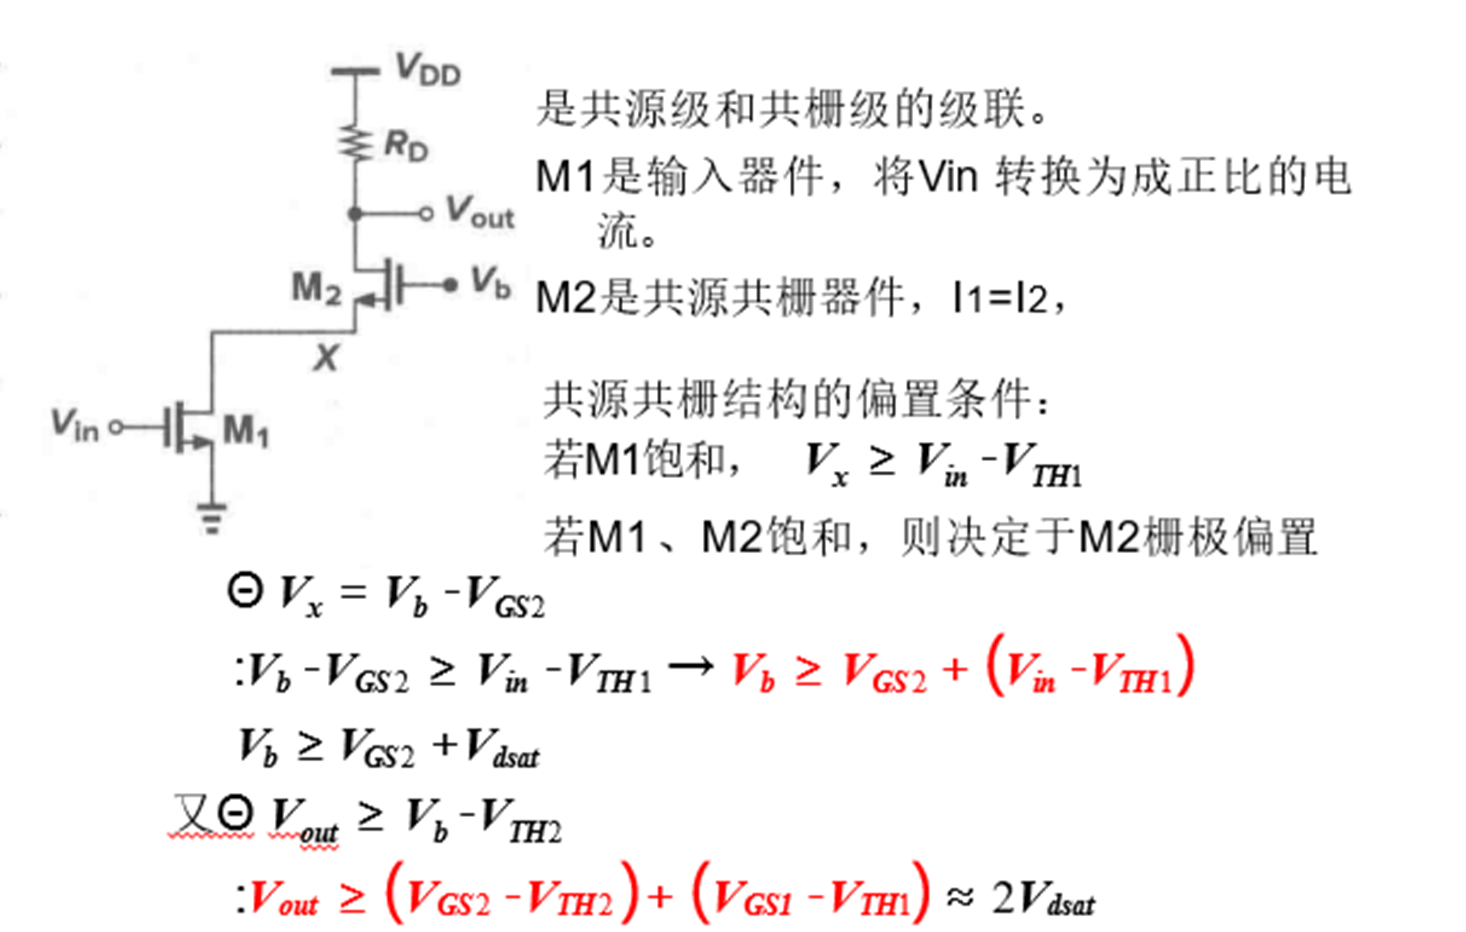 VDD
RD
Vout
M2
Vb
X
Vin
M1
是共源级和共栅级的级联。
M1是输入器件，将Vin 转换为成正比的电
流。
M2是共源共栅器件，I1=I2，
共源共栅结构的偏置条件：
若M1饱和， Vx ≥ Vin -VTH1
若M1、M2饱和，则决定于M2栅极偏置
Θ Vx = Vb -VGS2
:Vb -VGS2 ≥ Vin -VTH1 → Vb ≥ VGS2 + (Vin -VTH1)
Vb ≥ VGS2 +Vdsat
又Θ Vout ≥ Vb -VTH2
:Vout ≥ (VGS2 -VTH2)+ (VGS1 -VTH1) ≈ 2Vdsat